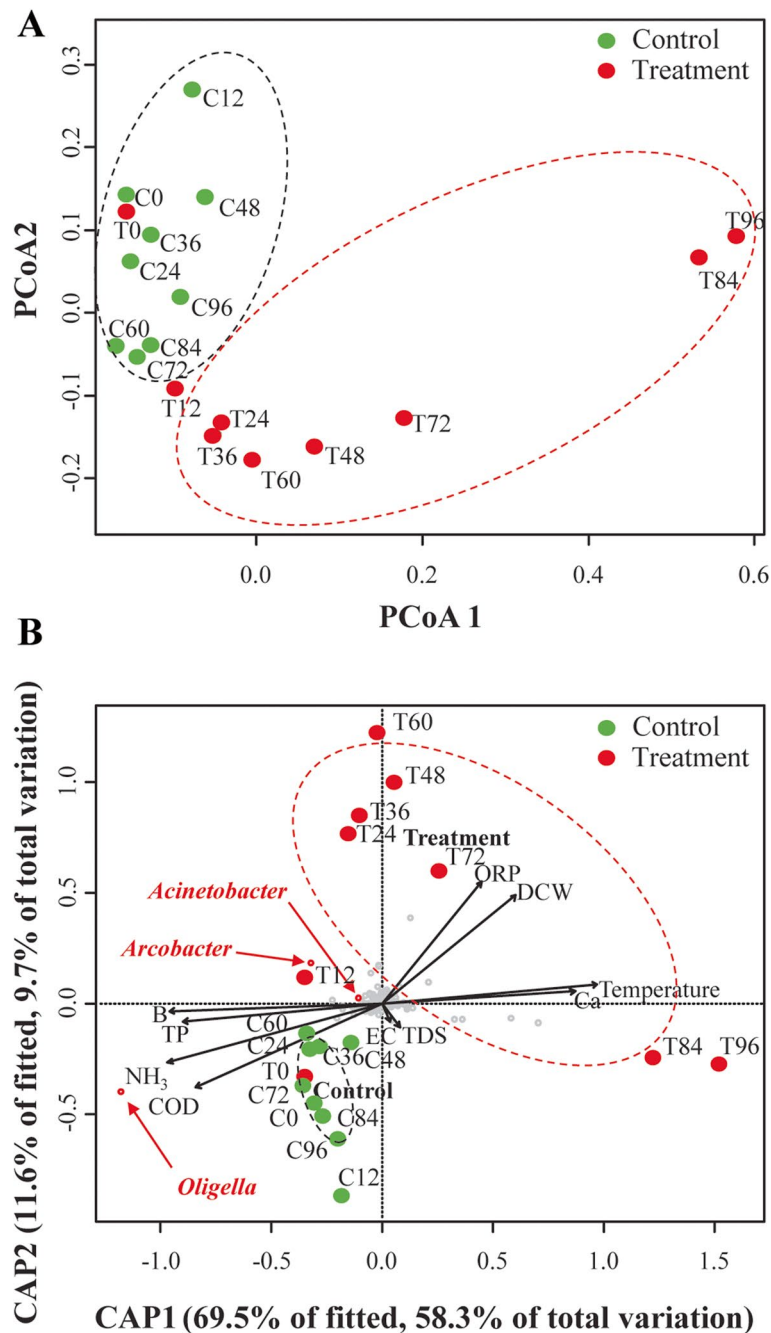 A
Control
Treatment
0.3
0.2
0.1
0.0
-0.1
-0.2
PCoA2
C12
C0
C48
T0
C36
C24
C96
C60
C84
C72
T12
T24
T36
T60
T48
T72
T96
T84
0.0
0.2
0.4
0.6
PCoA 1
B
CAP2 (11.6% of fitted, 9.7% of total variation)
Control
Treatment
1.0
0.5
0.0
-0.5
T60
T48
T36
T24
Treatment
T72
ORP
DCW
Acinetobacter
Arcobacter
T12
Temperature
Ca
B
TP
C60
EC
TDS
C24
C36
C48
NH3
T0
COD
C72
Control
C0
C84
C96
C12
Oligella
T84
T96
-1.0
-0.5
0.0
0.5
1.0
1.5
CAP1 (69.5% of fitted, 58.3% of total variation)